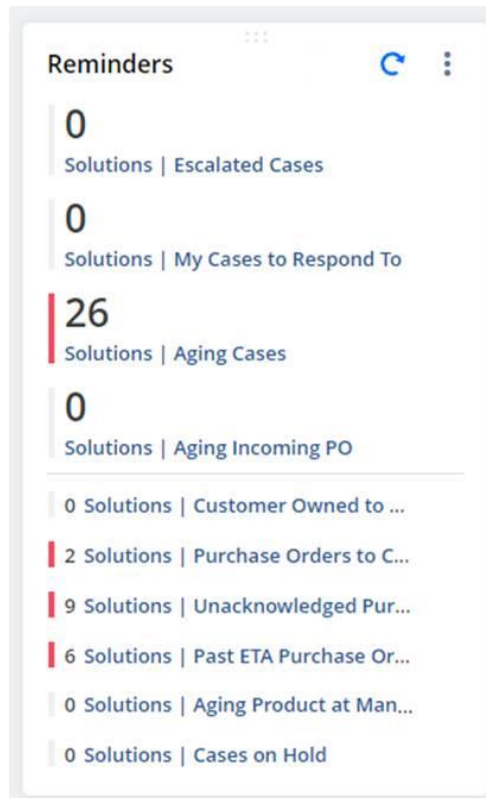 Reminders
0
Solutions | Escalated Cases
0
Solutions | My Cases to Respond To
26
Solutions | Aging Cases
0
Solutions | Aging Incoming PO
0 Solutions | Customer Owned to ...
2 Solutions | Purchase Orders to C...
9 Solutions | Unacknowledged Pur...
6 Solutions | Past ETA Purchase Or...
0 Solutions | Aging Product at Man...
0 Solutions | Cases on Hold